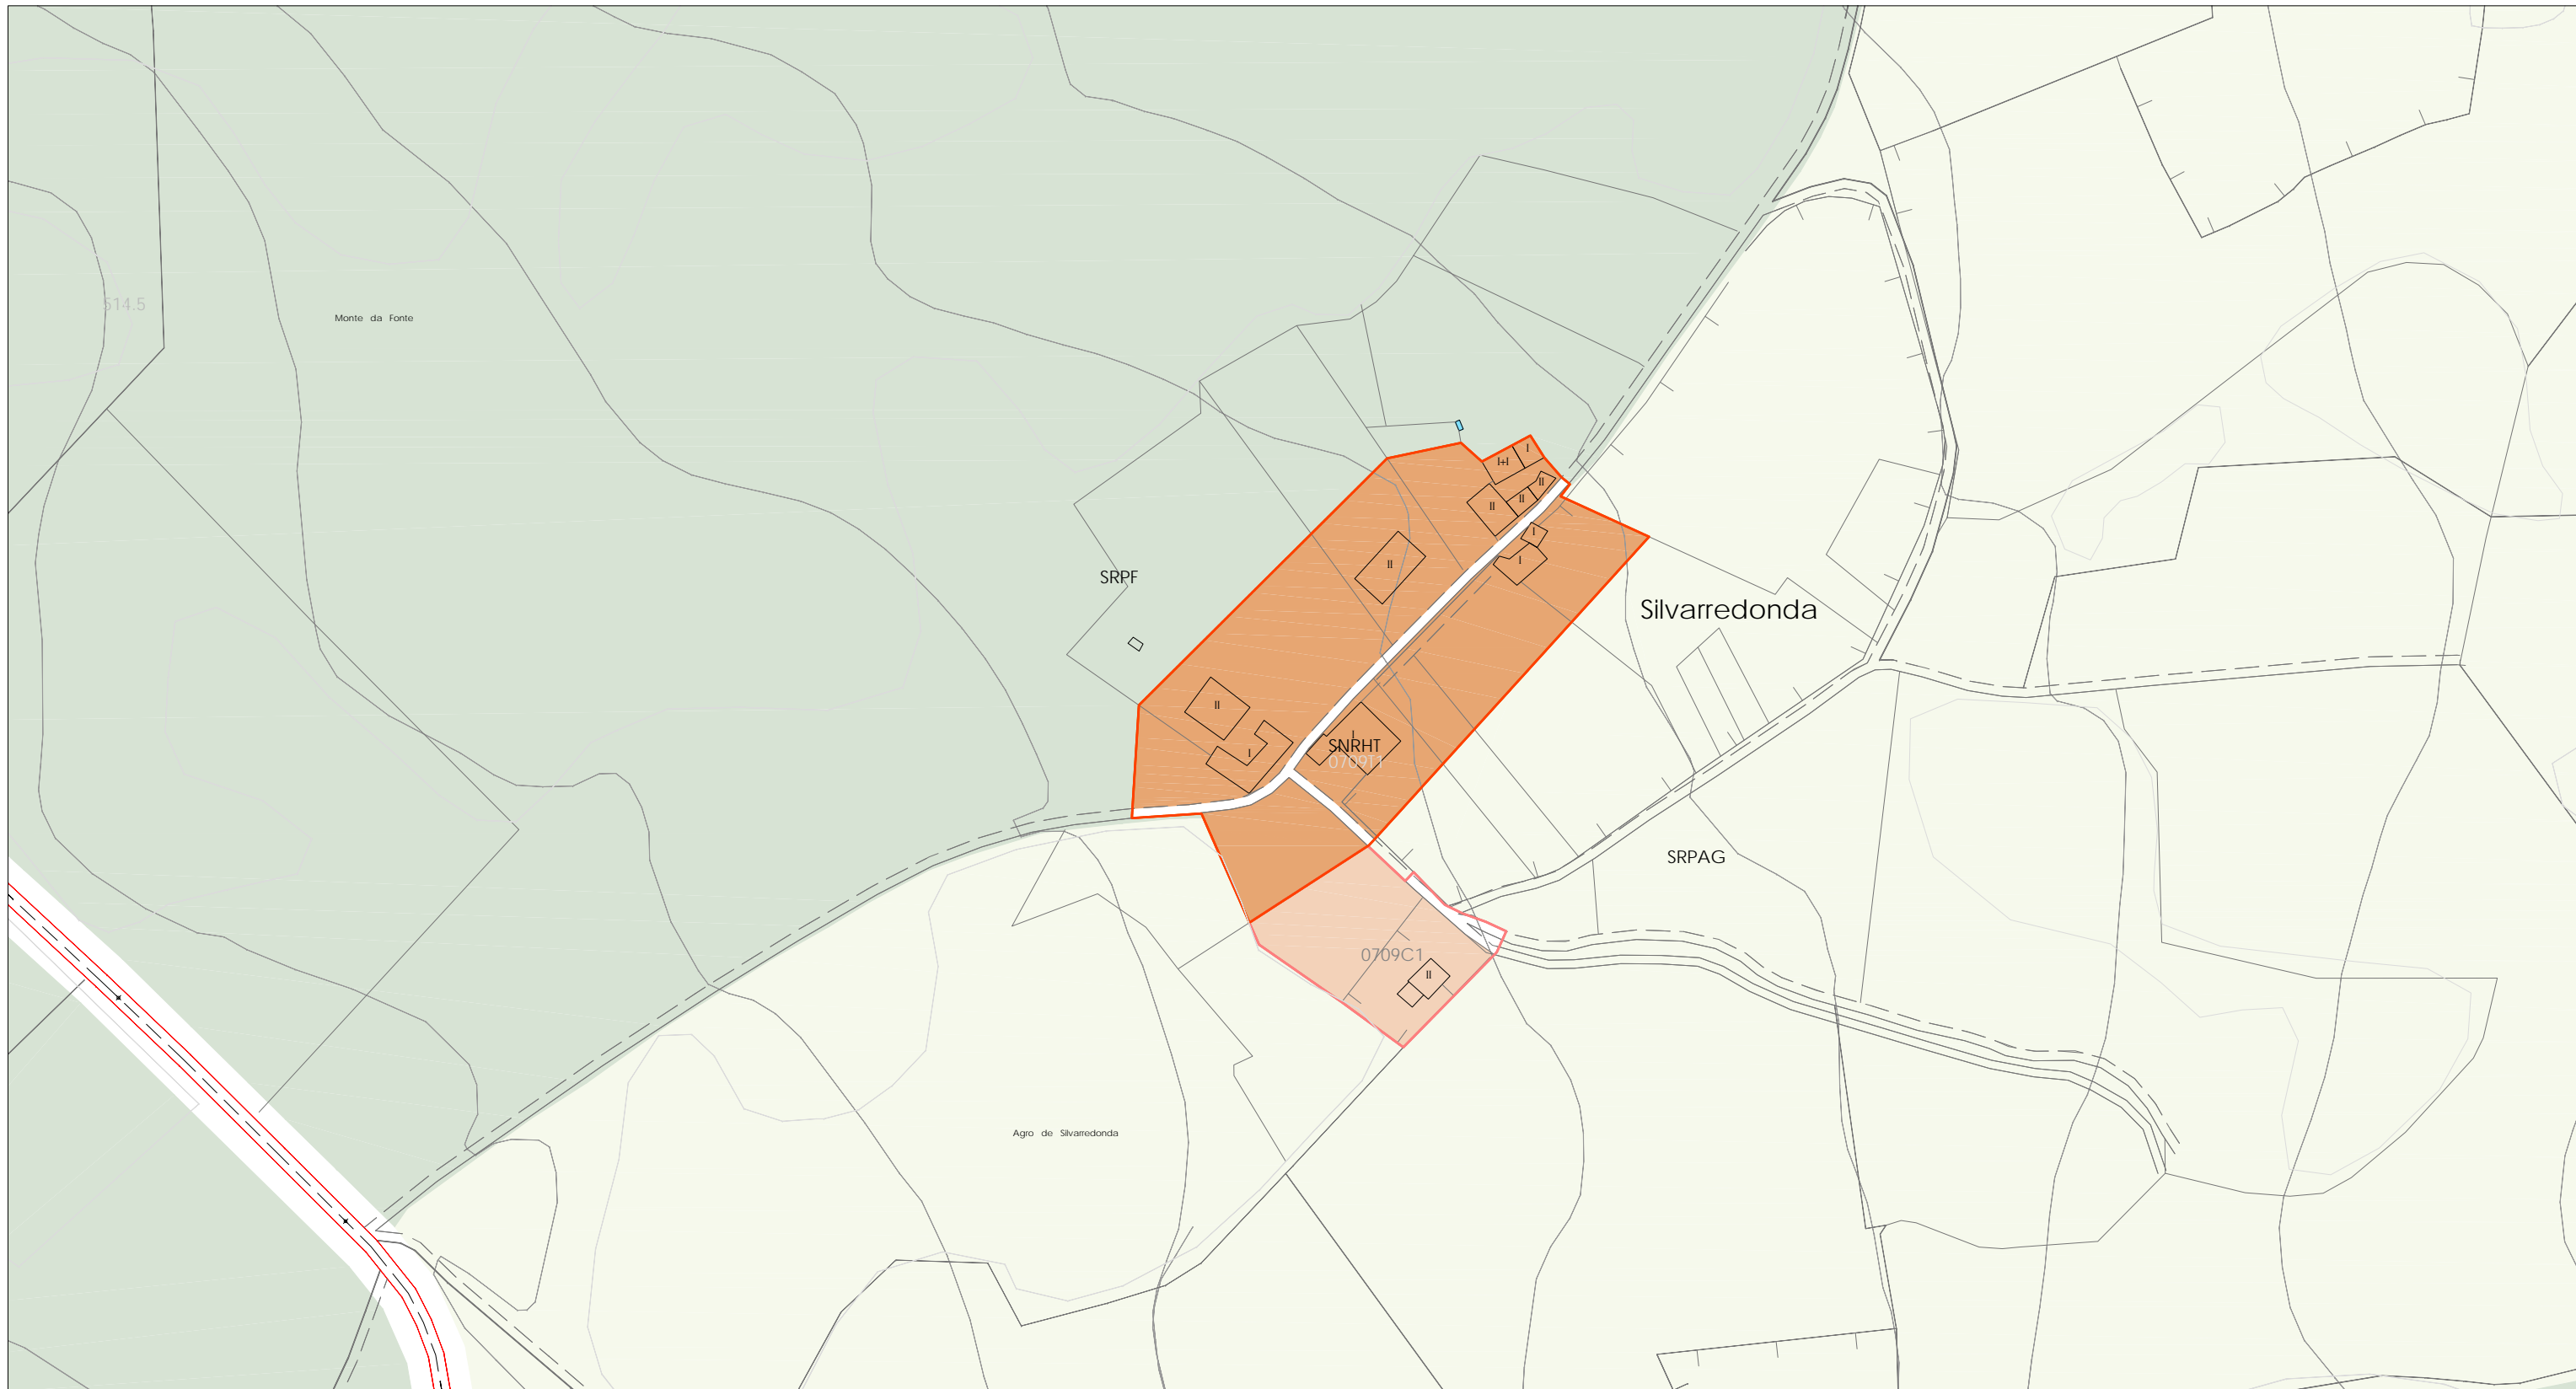 514.5
Monte da Fonte
I
I+I
II
II
II
I
II
I
SRPF
Silvarredonda
II
I
I
SNRHT
0709T1
SRPAG
0709C1
II
Agro de Silvarredonda